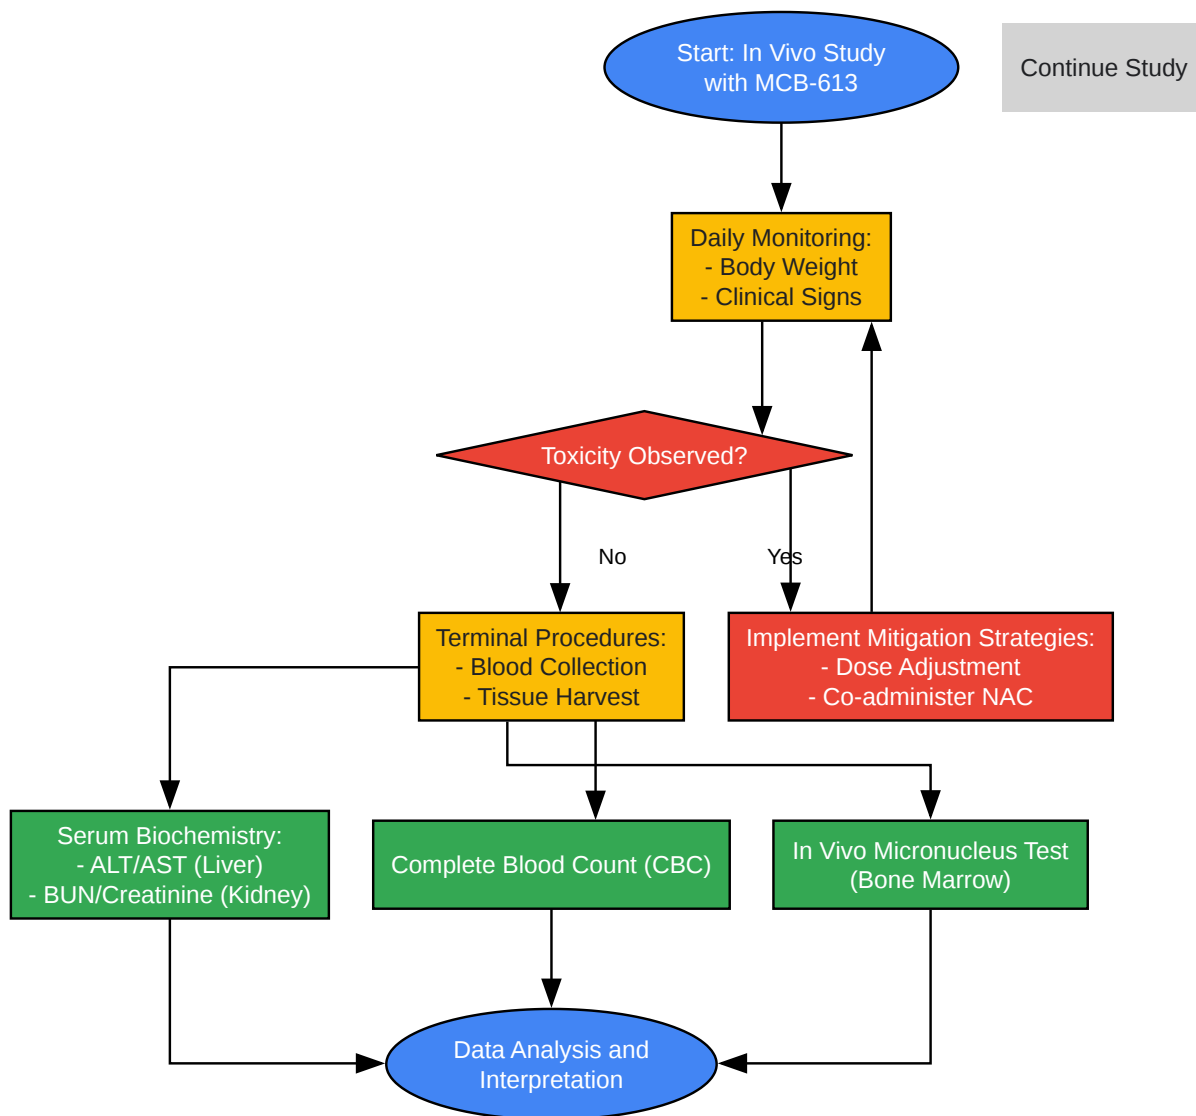 Start: In Vivo Study
with MCB-613
Continue Study
Daily Monitoring:
- Body Weight
- Clinical Signs
Toxicity Observed?
No
Yes
Terminal Procedures:
- Blood Collection
- Tissue Harvest
Implement Mitigation Strategies:
- Dose Adjustment
- Co-administer NAC
Serum Biochemistry:
- ALT/AST (Liver)
- BUN/Creatinine (Kidney)
Complete Blood Count (CBC)
In Vivo Micronucleus Test
(Bone Marrow)
Data Analysis and
Interpretation